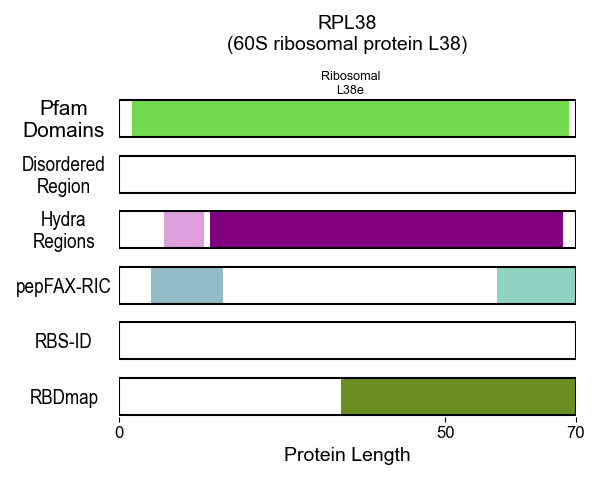 RPL38
(60S ribosomal protein L38)
Ribosomal
L38e
Pfam
Domains
Disordered
Region
Hydra
Regions
pepFAX-RIC
RBS-ID
RBDmap
0 50 70
Protein Length